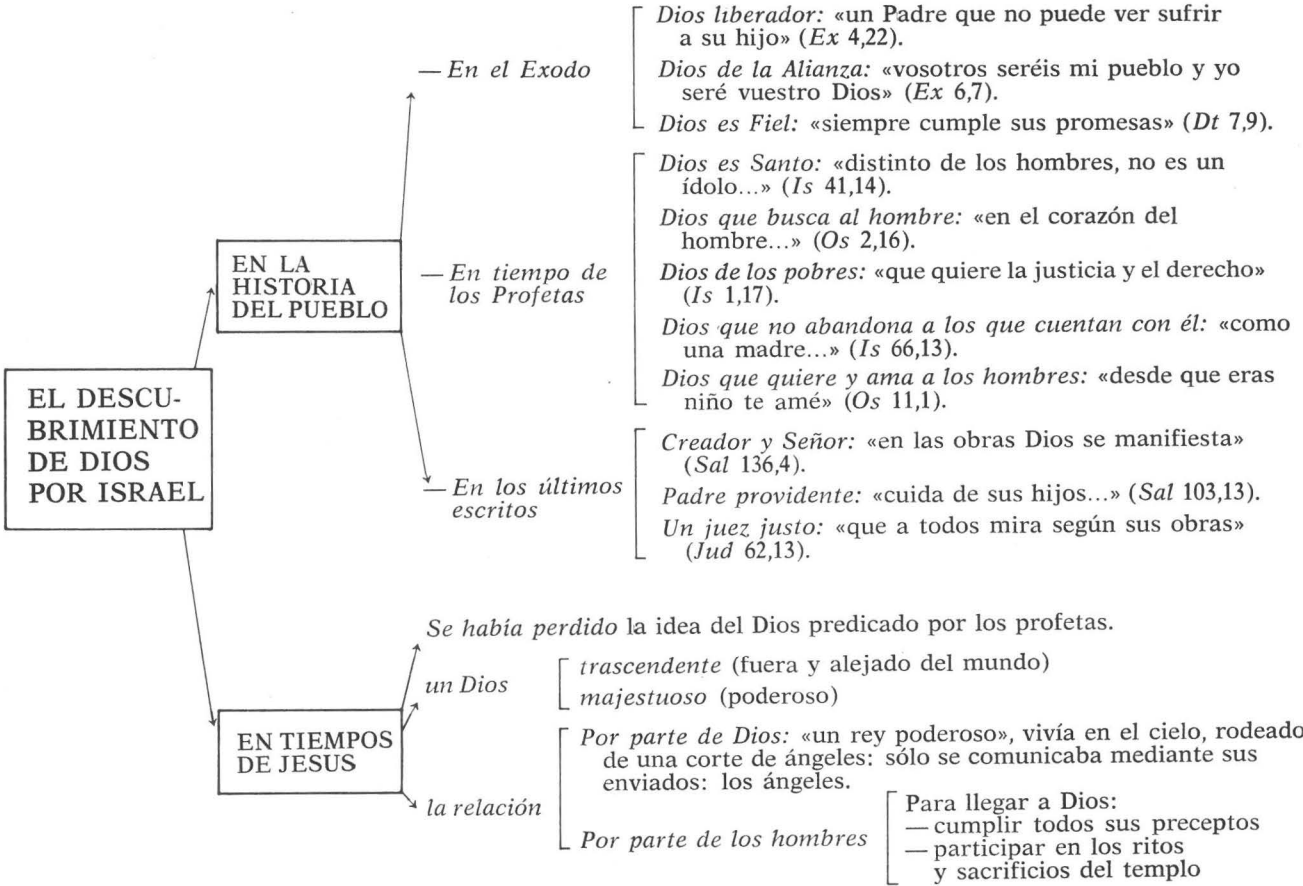 EL DESCU-
BRIMIENTO
DE DIOS
POR ISRAEL
EN LA
HISTORIA
DEL PUEBLO
— En el Exodo
Dios liberador: «un Padre que no puede ver sufrir
a su hijo» (Ex 4,22).
Dios de la Alianza: «vosotros seréis mi pueblo y yo
seré vuestro Dios» (Ex 6,7).
Dios es Fiel: «siempre cumple sus promesas» (Dt 7,9).
— En tiempo de
los Profetas
Dios es Santo: «distinto de los hombres, no es un
ídolo...» (Is 41,14).
Dios que busca al hombre: «en el corazón del
hombre...» (Os 2,16).
Dios de los pobres: «que quiere la justicia y el derecho»
(Is 1,17).
Dios que no abandona a los que cuentan con él: «como
una madre...» (Is 66,13).
Dios que quiere y ama a los hombres: «desde que eras
niño te amé» (Os 11,1).
— En los últimos
escritos
Creador y Señor: «en las obras Dios se manifiesta»
(Sal 136,4).
Padre providente: «cuida de sus hijos...» (Sal 103,13).
Un juez justo: «que a todos mira según sus obras»
(Jud 62,13).
EN TIEMPOS
DE JESUS
Se había perdido la idea del Dios predicado por los profetas.
un Dios
trascendente (fuera y alejado del mundo)
majestuoso (poderoso)
la relación
Por parte de Dios: «un rey poderoso», vivía en el cielo, rodeado
de una corte de ángeles: sólo se comunicaba mediante sus
enviados: los ángeles.
Por parte de los hombres
Para llegar a Dios:
— cumplir todos sus preceptos
— participar en los ritos
y sacrificios del templo